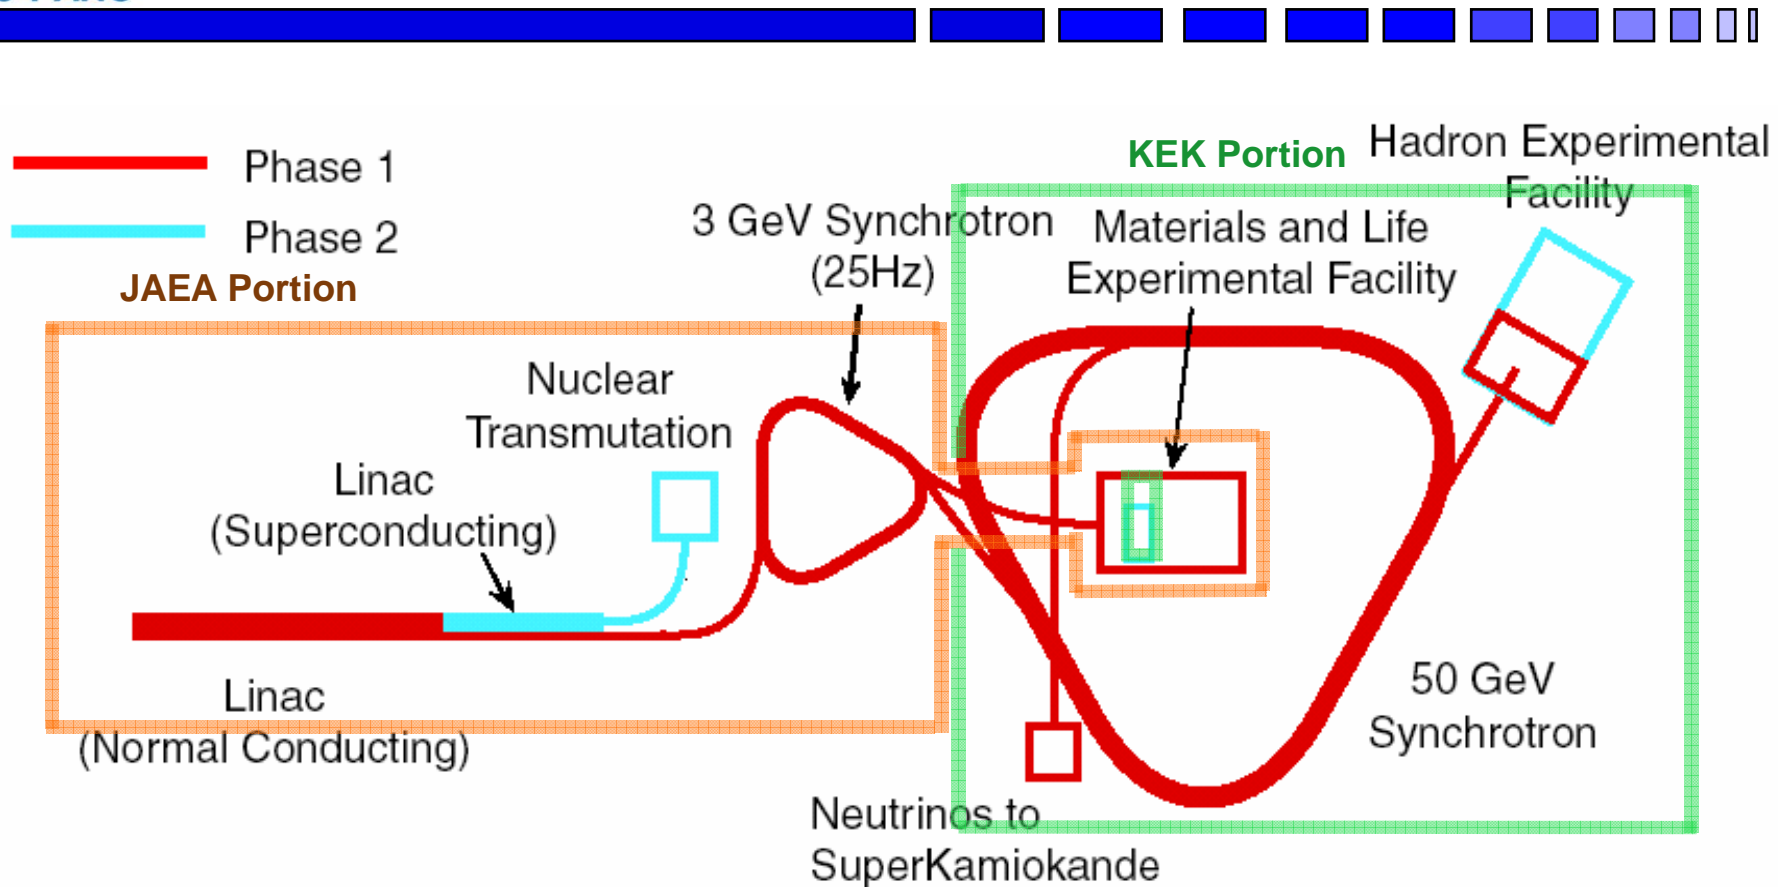 Phase 1
Phase 2
JAEA Portion
KEK Portion
Hadron Experimental
Facility
3 GeV Synchrotron
(25Hz)
Materials and Life
Experimental Facility
Nuclear
Transmutation
Linac
(Superconducting)
Linac
(Normal Conducting)
50 GeV
Synchrotron
Neutrinos to
SuperKamiokande